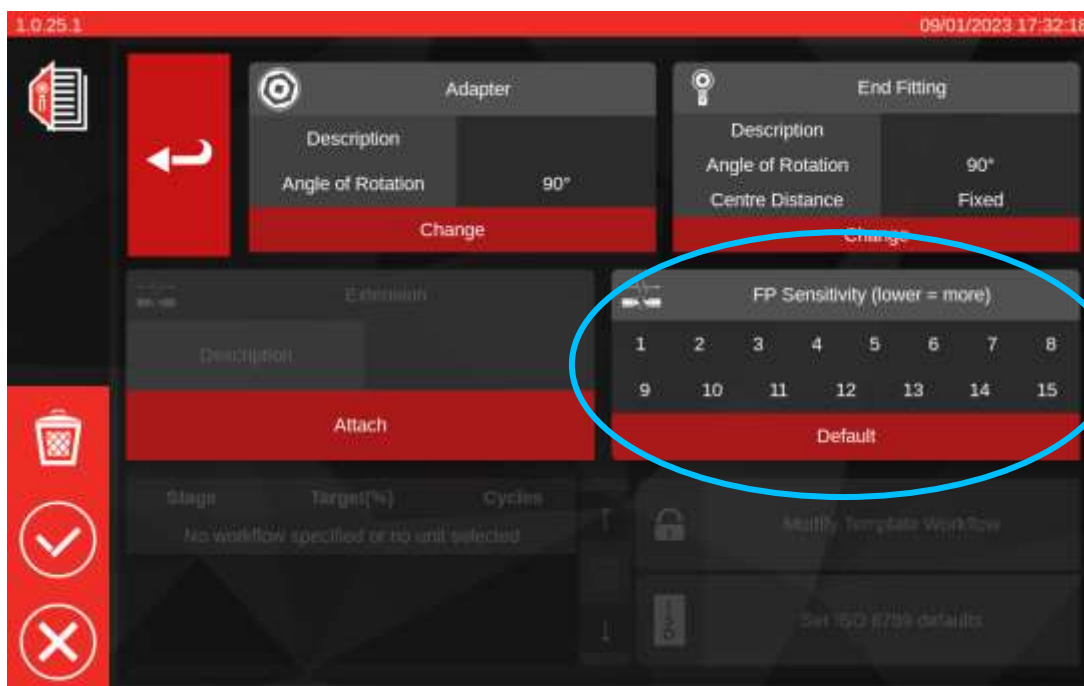 1.0.25.1
09/01/2023 17:32:18
Adapter
Description
Angle of Rotation 90°
Change
End Fitting
Description
Angle of Rotation 90°
Centre Distance Fixed
Change
Extension
Description
Attach
FP Sensitivity (lower = more)
1 2 3 4 5 6 7 8
9 10 11 12 13 14 15
Default
Stage Target(%) Cycles
No workflow specified or no unit selected
Modify Template Workflow
Set ISO 6789 defaults